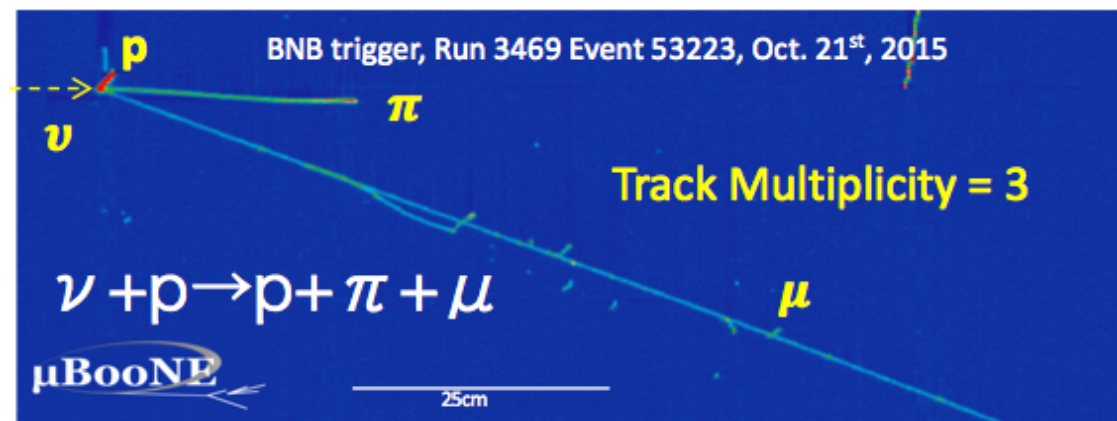 p
BNB trigger, Run 3469 Event 53223, Oct. 21st, 2015
π
ν
Track Multiplicity = 3
ν+p→p+π+μ
μ
μBooNE
25cm